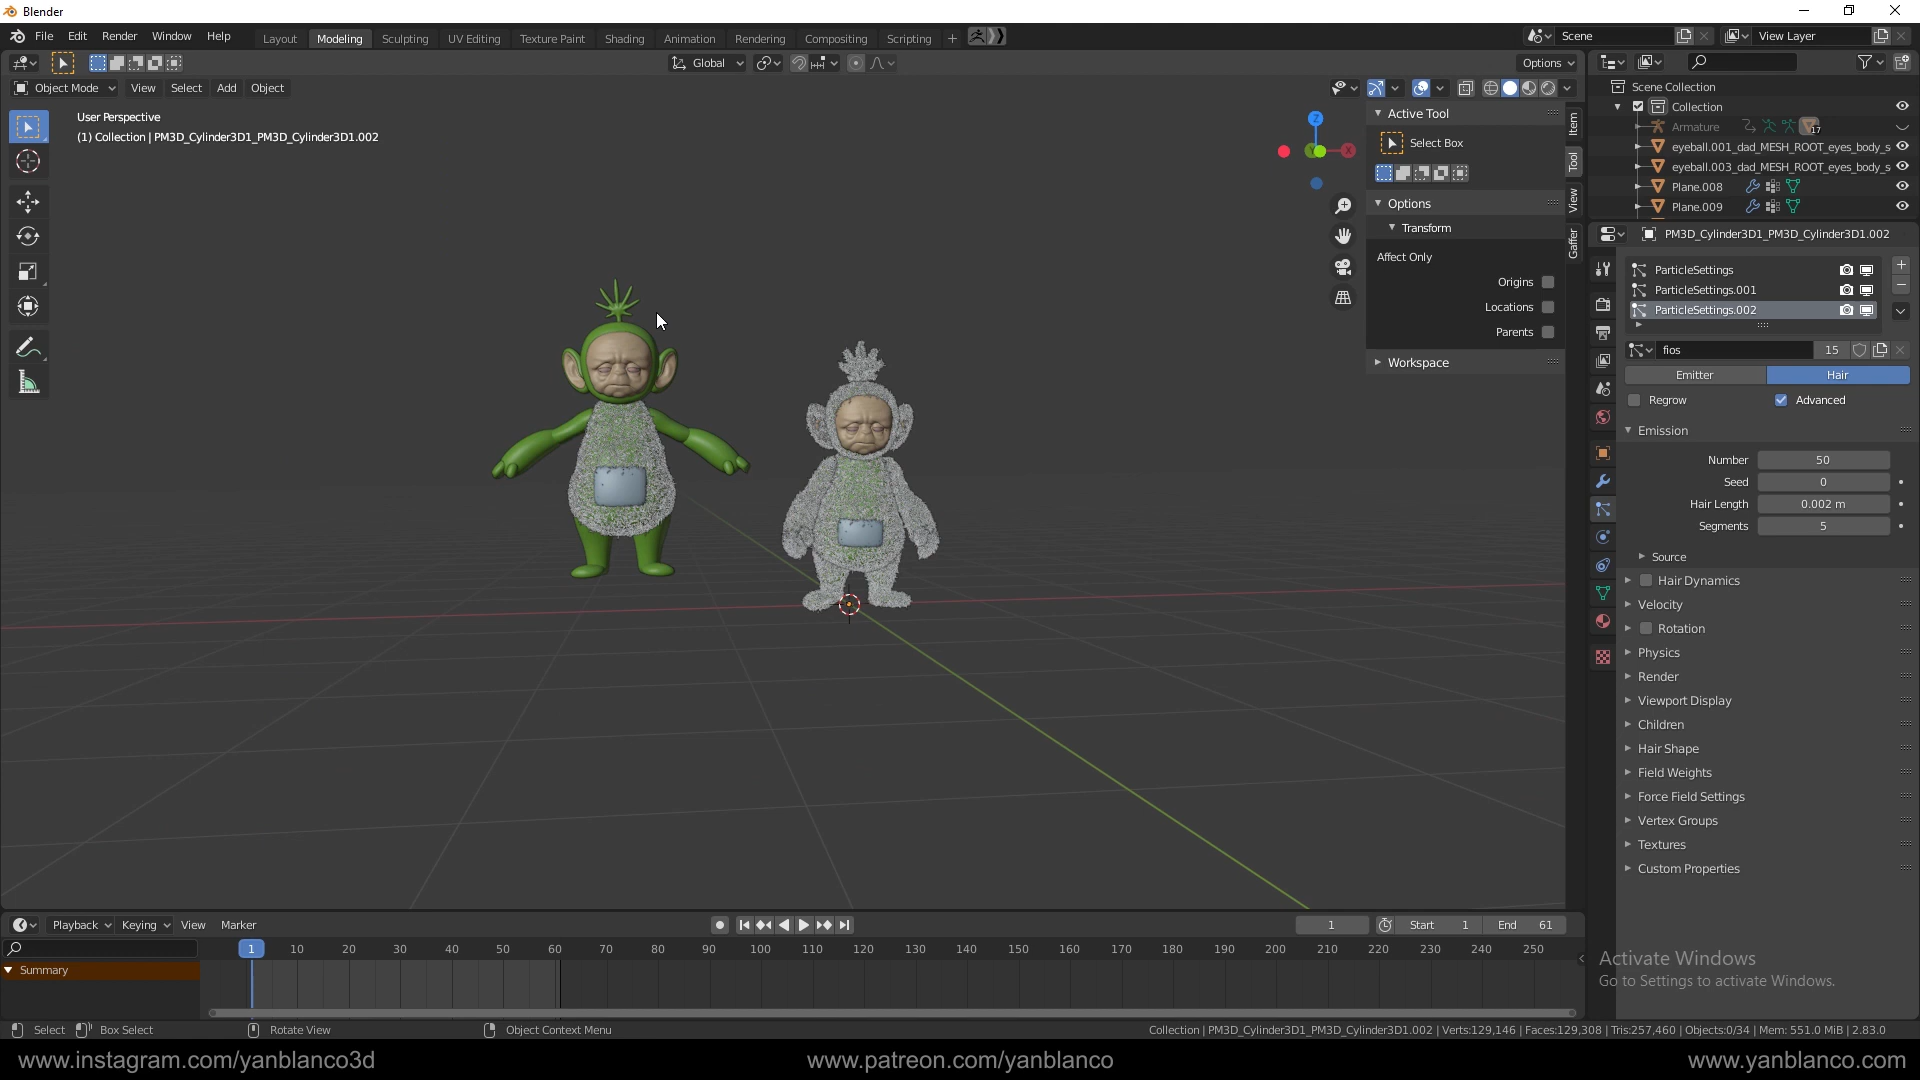 Blender
File Edit Render Window Help Layout Modeling Sculpting UV Editing Texture Paint Shading Animation Rendering Compositing Scripting + Scene View Layer
Global Options
Object Mode View Select Add Object
User Perspective
(1) Collection | PM3D_Cylinder3D1_PM3D_Cylinder3D1.002
Z
X
Y
Active Tool
Select Box
Options
Transform
Affect Only
Origins
Locations
Parents
Workspace
Item
Tool
View
Gaffer
Scene Collection
Collection
Armature 17
eyeball.001_dad_MESH_ROOT_eyes_body_s
eyeball.003_dad_MESH_ROOT_eyes_body_s
Plane.008
Plane.009
PM3D_Cylinder3D1_PM3D_Cylinder3D1.002
ParticleSettings
ParticleSettings.001
ParticleSettings.002
fios 15
Emitter Hair
Regrow Advanced
Emission
Number 50
Seed 0
Hair Length 0.002 m
Segments 5
Source
Hair Dynamics
Velocity
Rotation
Physics
Render
Viewport Display
Children
Hair Shape
Field Weights
Force Field Settings
Vertex Groups
Textures
Custom Properties
Playback Keying View Marker 1 Start 1 End 61
1 10 20 30 40 50 60 70 80 90 100 110 120 130 140 150 160 170 180 190 200 210 220 230 240 250
Summary
Activate Windows
Go to Settings to activate Windows.
Select Box Select Rotate View Object Context Menu Collection | PM3D_Cylinder3D1_PM3D_Cylinder3D1.002 | Verts:129,146 | Faces:129,308 | Tris:257,460 | Objects:0/34 | Mem: 551.0 MiB | 2.83.0
www.instagram.com/yanblanco3d www.patreon.com/yanblanco www.yanblanco.com